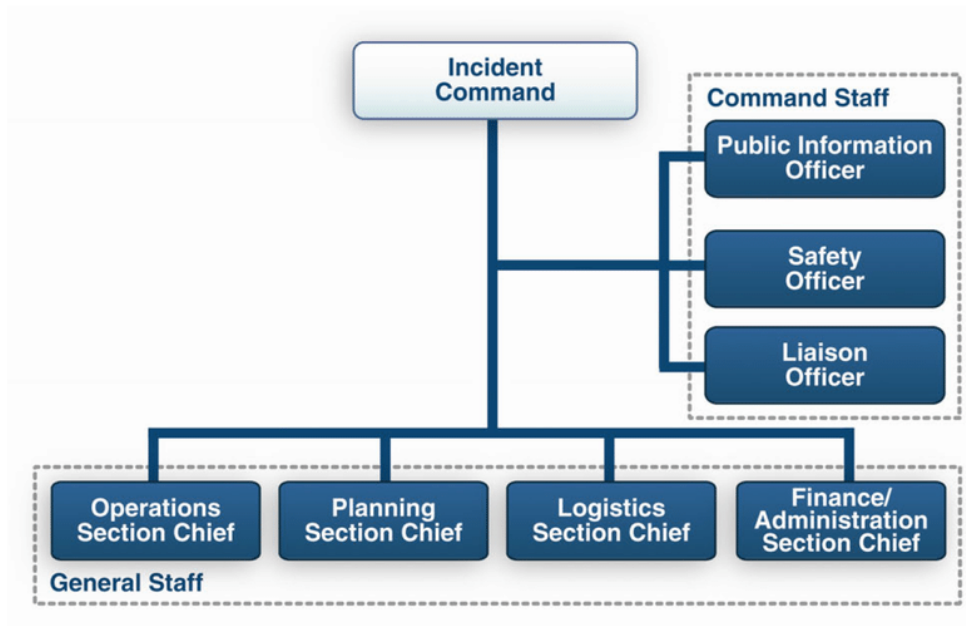 Incident
Command
Command Staff
Public Information
Officer
Safety
Officer
Liaison
Officer
Operations
Section Chief
Planning
Section Chief
Logistics
Section Chief
Finance/
Administration
Section Chief
General Staff